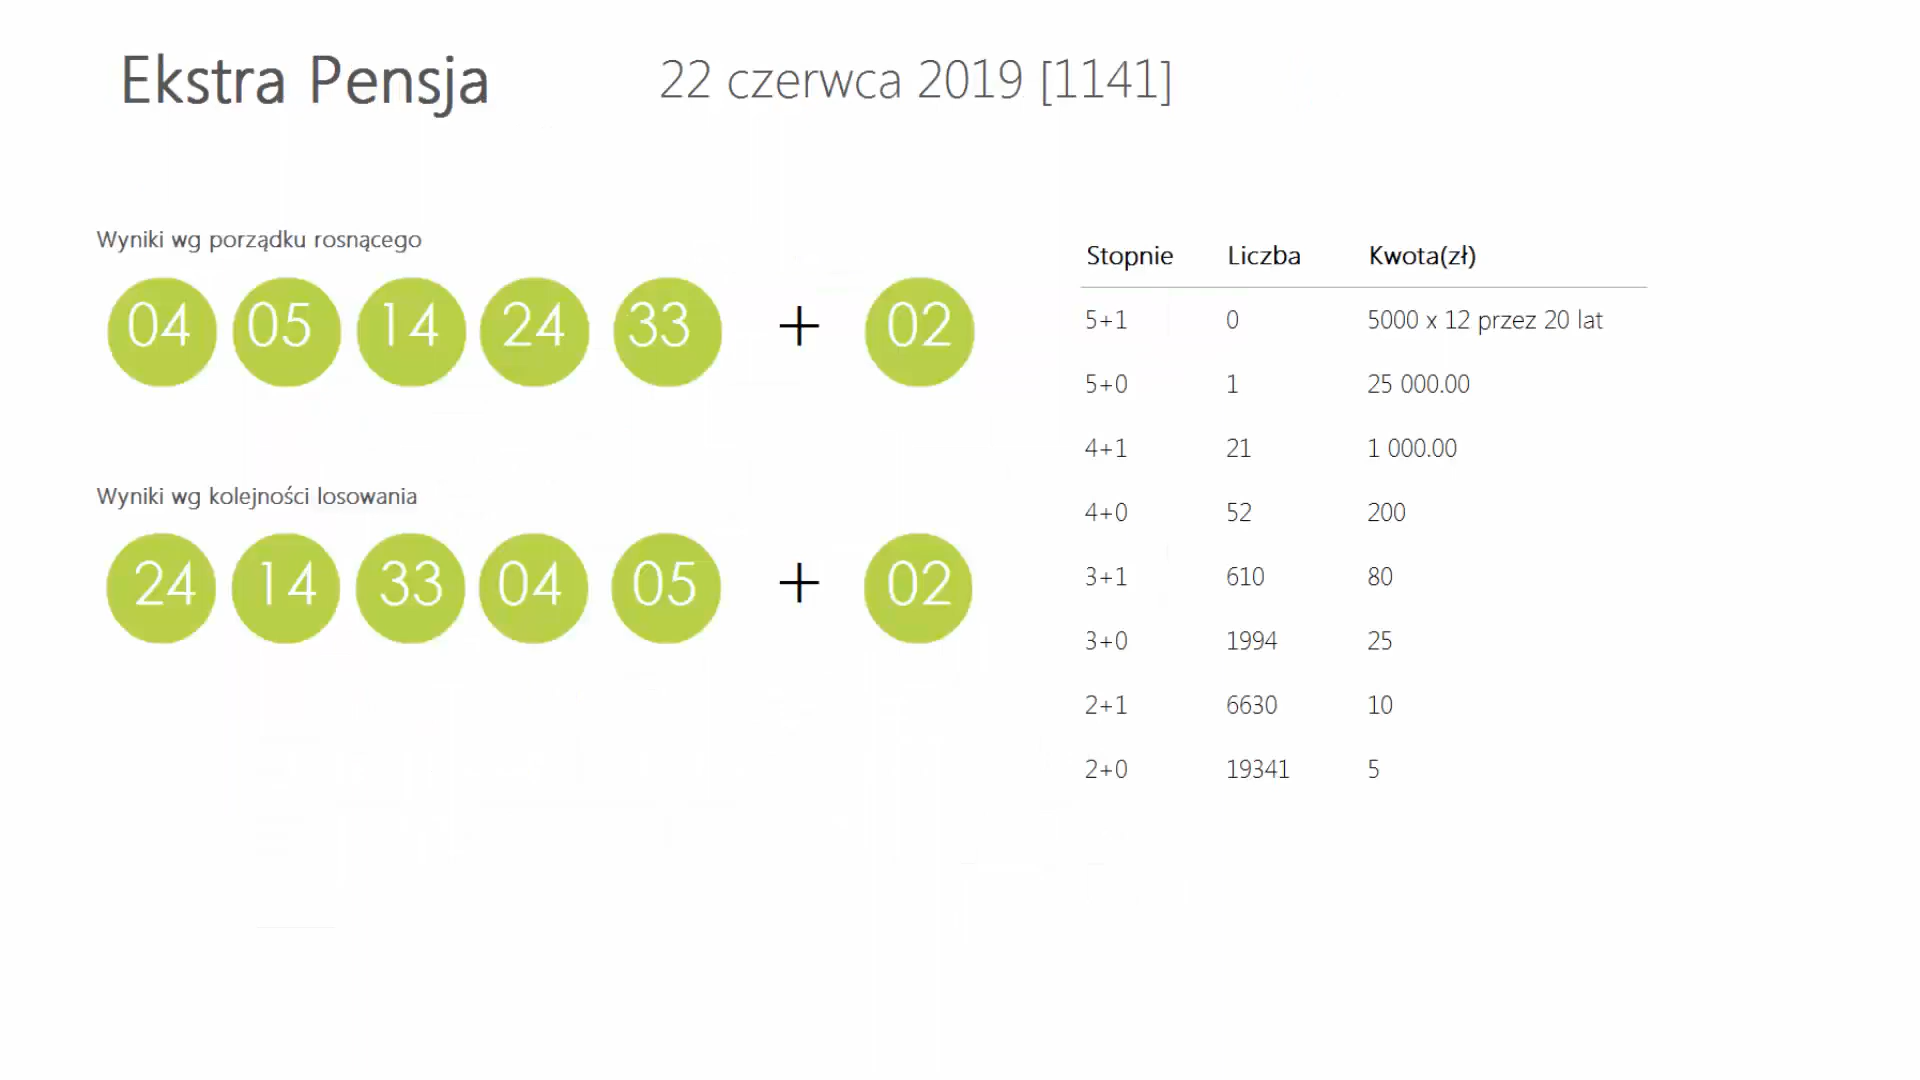 Ekstra Pensja 22 czerwca 2019 [1141]
Wyniki wg porządku rosnącego
04 05 14 24 33 + 02
Wyniki wg kolejności losowania
24 14 33 04 05 + 02
Stopnie Liczba Kwota(zł)
5+1 0 5000 x 12 przez 20 lat
5+0 1 25 000.00
4+1 21 1 000.00
4+0 52 200
3+1 610 80
3+0 1994 25
2+1 6630 10
2+0 19341 5